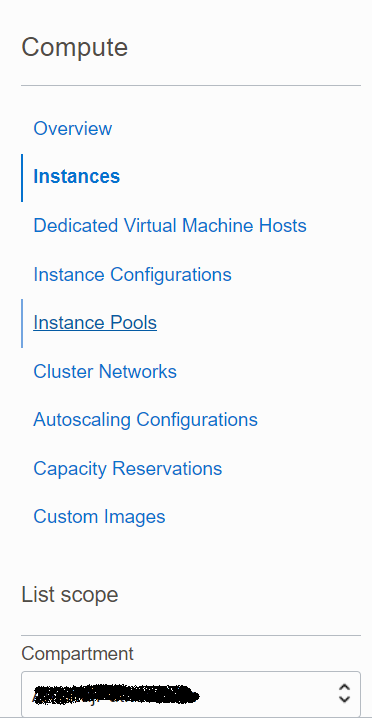 Compute
Overview
Instances
Dedicated Virtual Machine Hosts
Instance Configurations
Instance Pools
Cluster Networks
Autoscaling Configurations
Capacity Reservations
Custom Images
List scope
Compartment